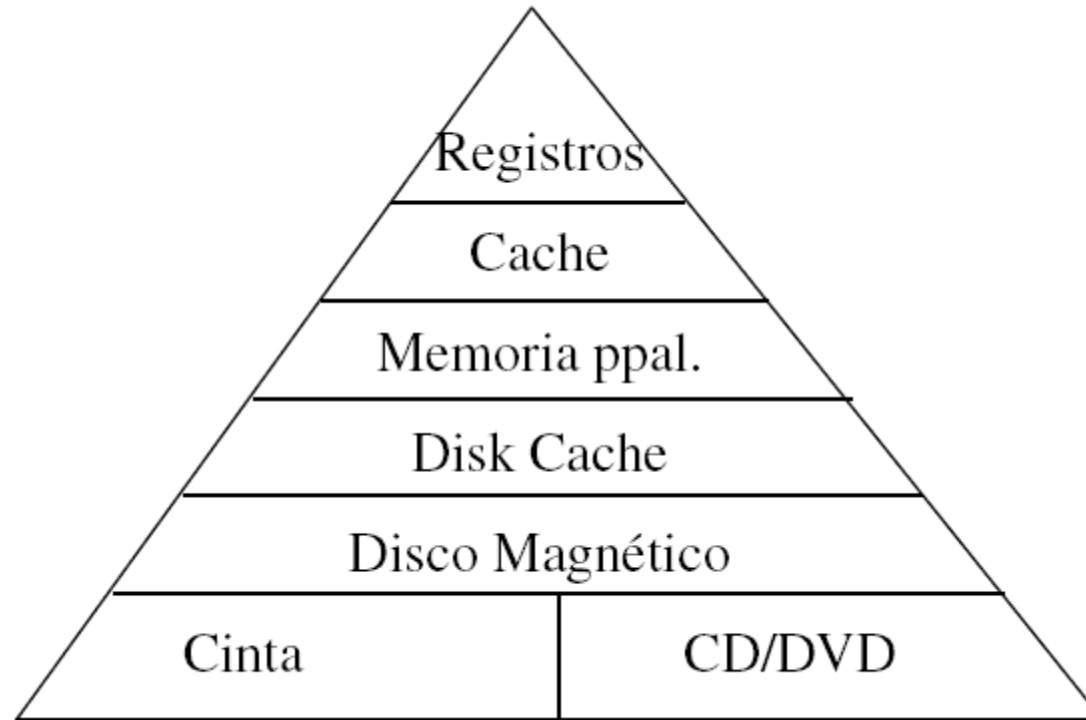 Registros
Cache
Memoria ppal.
Disk Cache
Disco Magnético
Cinta
CD/DVD